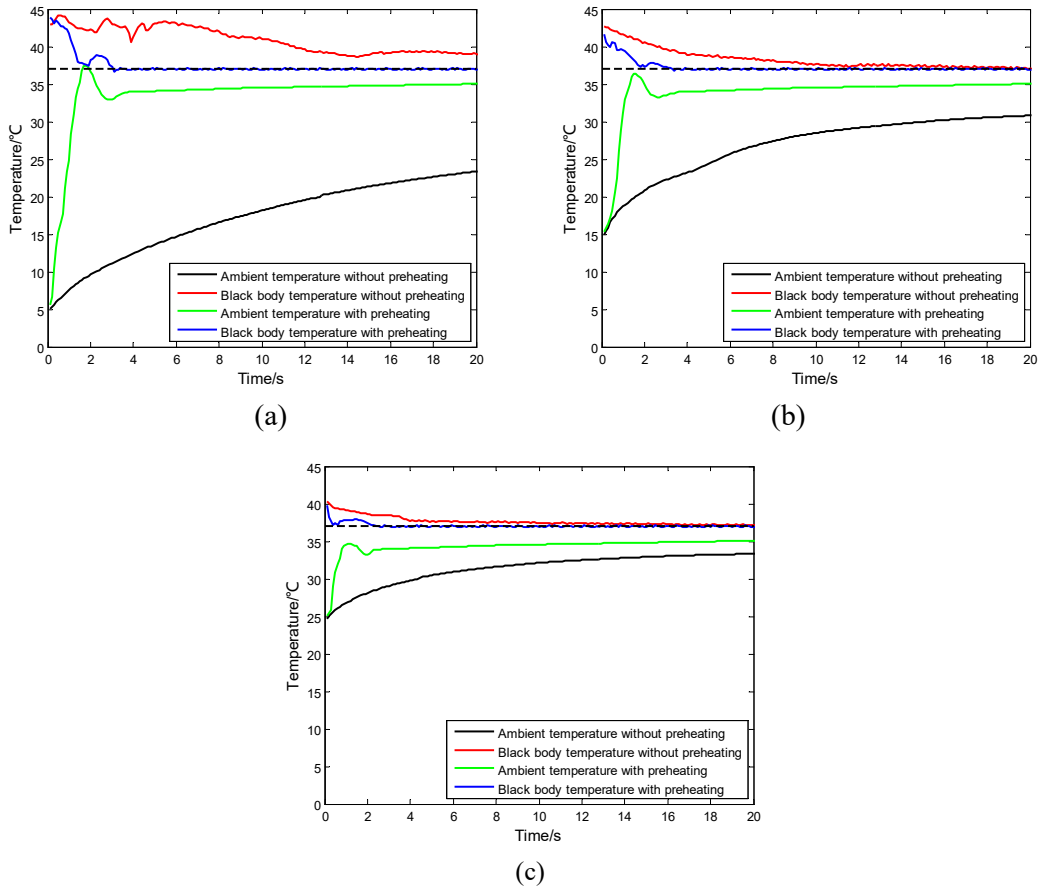 45
40
35
30
25
20
15
10
5
0
Temperature/℃
Ambient temperature without preheating
Black body temperature without preheating
Ambient temperature with preheating
Black body temperature with preheating
0 2 4 6 8 10 12 14 16 18 20
Time/s
(a)
45
40
35
30
25
20
15
10
5
0
Temperature/℃
Ambient temperature without preheating
Black body temperature without preheating
Ambient temperature with preheating
Black body temperature with preheating
0 2 4 6 8 10 12 14 16 18 20
Time/s
(b)
45
40
35
30
25
20
15
10
5
0
Temperature/℃
Ambient temperature without preheating
Black body temperature without preheating
Ambient temperature with preheating
Black body temperature with preheating
0 2 4 6 8 10 12 14 16 18 20
Time/s
(c)